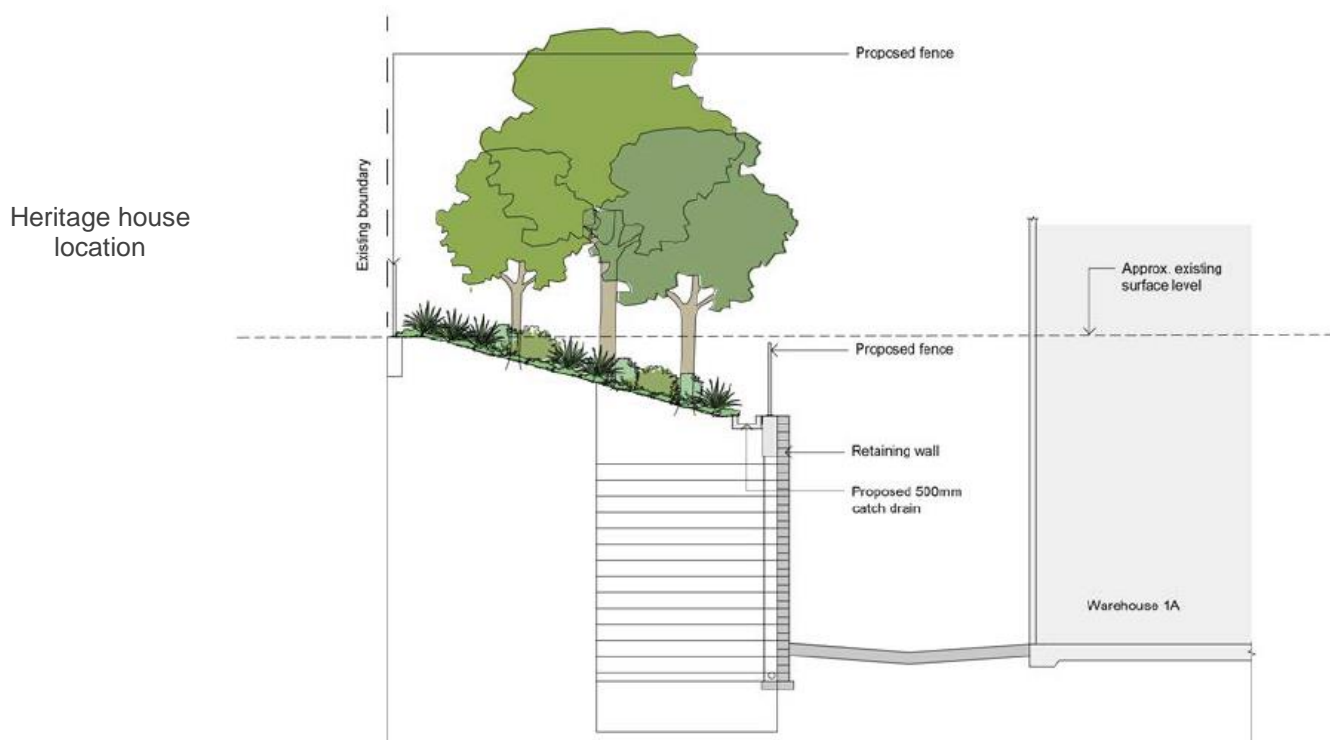 Proposed fence
Existing boundary
Heritage house
location
Approx. existing
surface level
Proposed fence
Retaining wall
Proposed 500mm
catch drain
Warehouse 1A